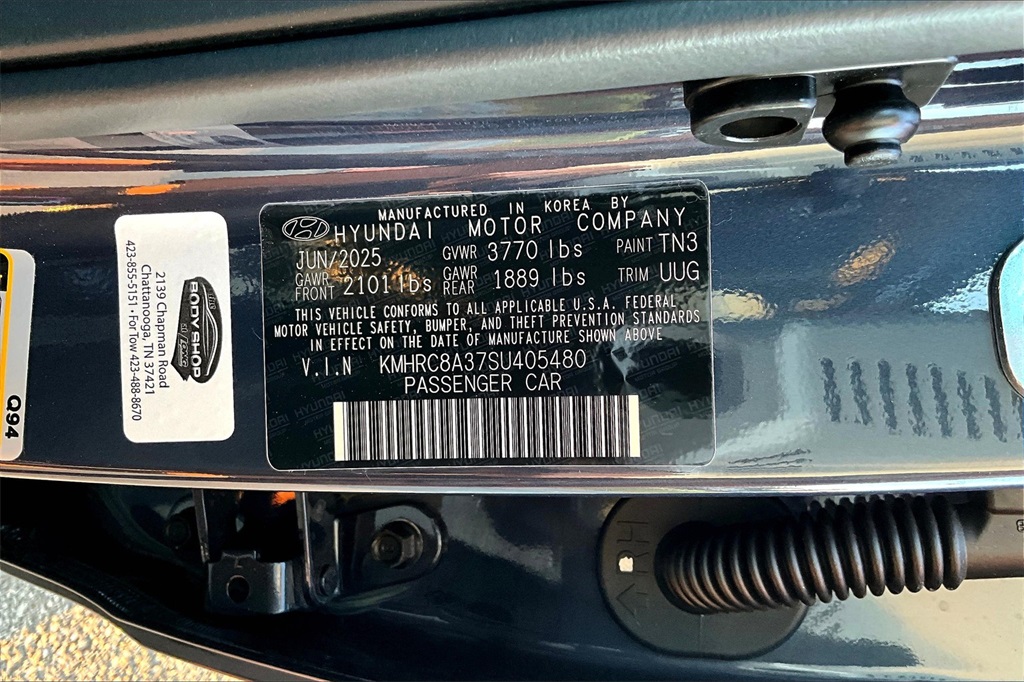 MANUFACTURED IN KOREA BY
HYUNDAI MOTOR COMPANY
JUN/2025 GVWR 3770 lbs PAINT TN3
GAWR FRONT 2101 lbs GAWR REAR 1889 lbs TRIM UUG
THIS VEHICLE CONFORMS TO ALL APPLICABLE U.S.A. FEDERAL
MOTOR VEHICLE SAFETY, BUMPER, AND THEFT PREVENTION STANDARDS
IN EFFECT ON THE DATE OF MANUFACTURE SHOWN ABOVE
V.I.N KMHRC8A37SU405480
PASSENGER CAR
BODY SHOP
2139 Chapman Road
Chattanooga, TN 37421
423-855-5151 • For Tow 423-488-8670
Q94
RH